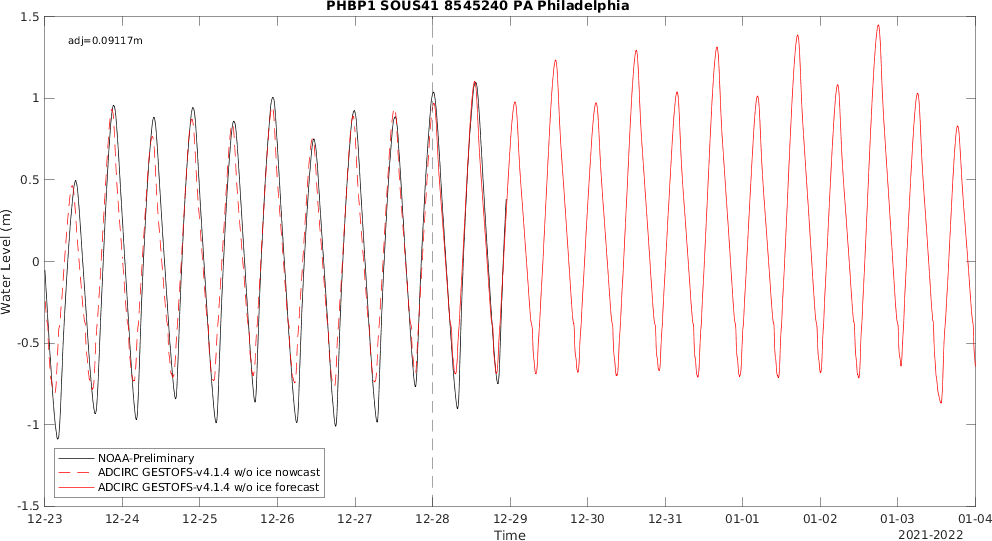 PHBP1 SOUS41 8545240 PA Philadelphia
adj=0.09117m
1.5
1
0.5
0
-0.5
-1
-1.5
Water Level (m)
NOAA-Preliminary
ADCIRC GESTOFS-v4.1.4 w/o ice nowcast
ADCIRC GESTOFS-v4.1.4 w/o ice forecast
12-23 12-24 12-25 12-26 12-27 12-28 12-29 12-30 12-31 01-01 01-02 01-03 01-04
Time
2021-2022